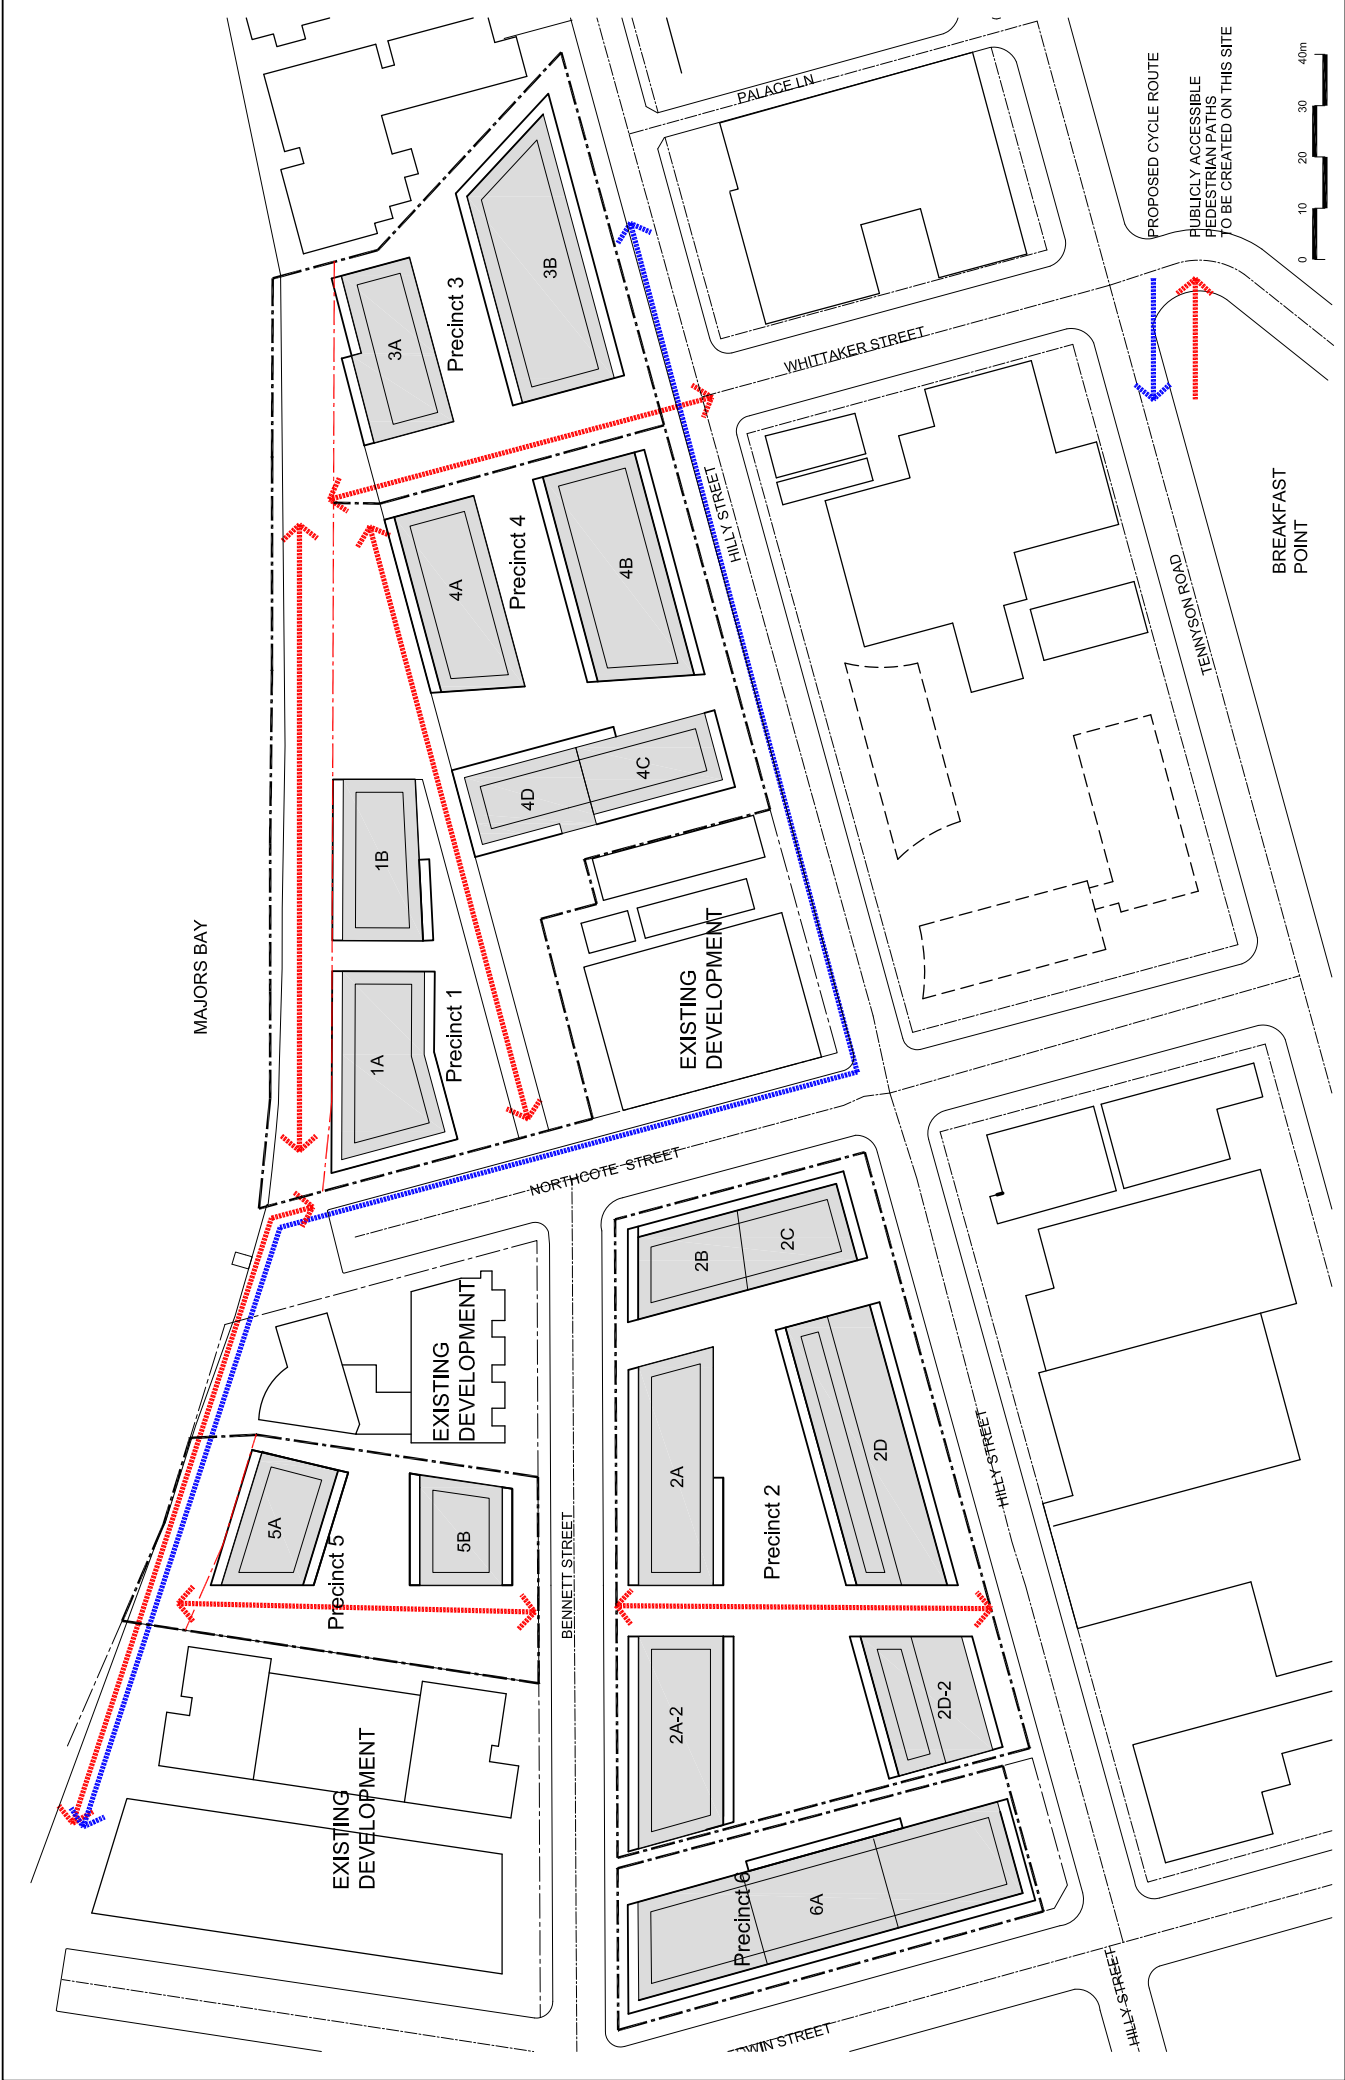 MAJORS BAY
EXISTING
DEVELOPMENT
5A
Precinct 5
5B
EXISTING
DEVELOPMENT
1A
Precinct 1
1B
3A
Precinct 3
3B
4A
Precinct 4
4B
4D
4C
EXISTING
DEVELOPMENT
NORTHCOTE STREET
BENNETT STREET
2A-2
2A
2B
2C
Precinct 2
2D
2D-2
Precinct 6
6A
HILLY STREET
HILLY STREET
HILLY STREET
PALACE LN
WHITTAKER STREET
TENNYSON ROAD
BREAKFAST
POINT
PROPOSED CYCLE ROUTE
PUBLICLY ACCESSIBLE
PEDESTRIAN PATHS
TO BE CREATED ON THIS SITE
0 10 20 30 40m
STREET